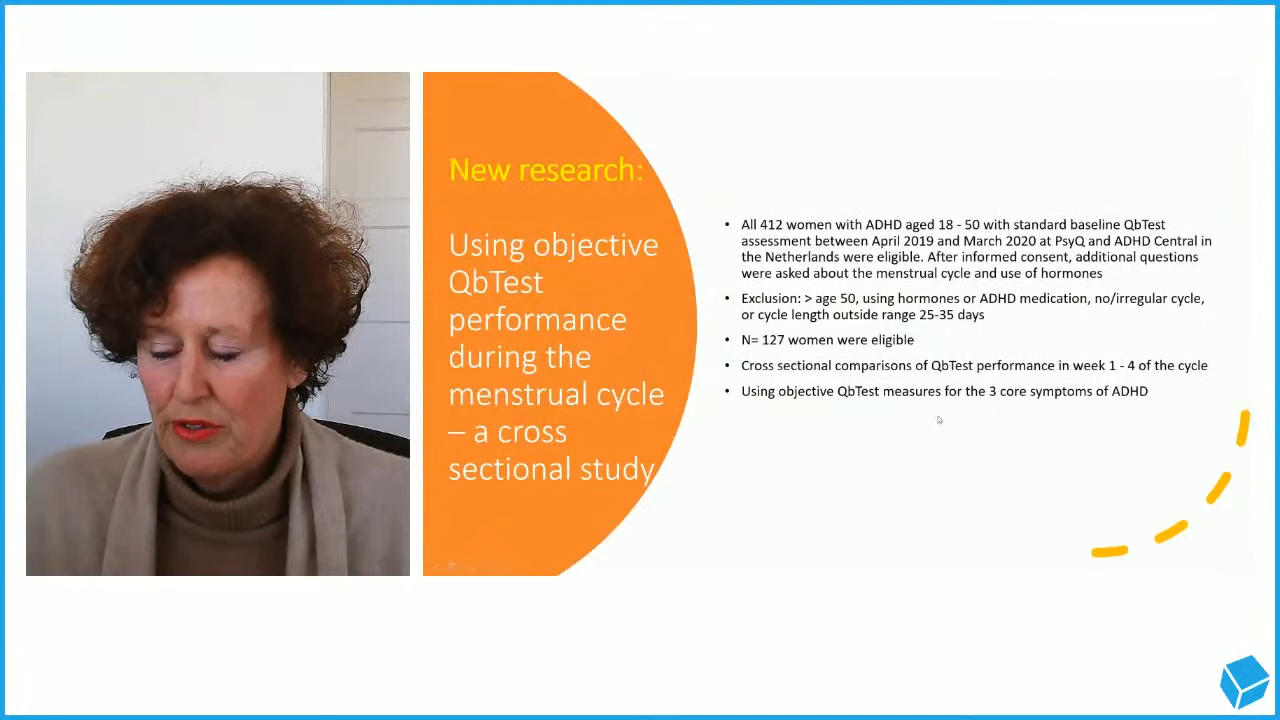 New research:
Using objective
QbTest
performance
during the
menstrual cycle
– a cross
sectional study
• All 412 women with ADHD aged 18 - 50 with standard baseline QbTest
assessment between April 2019 and March 2020 at PsyQ and ADHD Central in
the Netherlands were eligible. After informed consent, additional questions
were asked about the menstrual cycle and use of hormones
• Exclusion: > age 50, using hormones or ADHD medication, no/irregular cycle,
or cycle length outside range 25-35 days
• N= 127 women were eligible
• Cross sectional comparisons of QbTest performance in week 1 - 4 of the cycle
• Using objective QbTest measures for the 3 core symptoms of ADHD